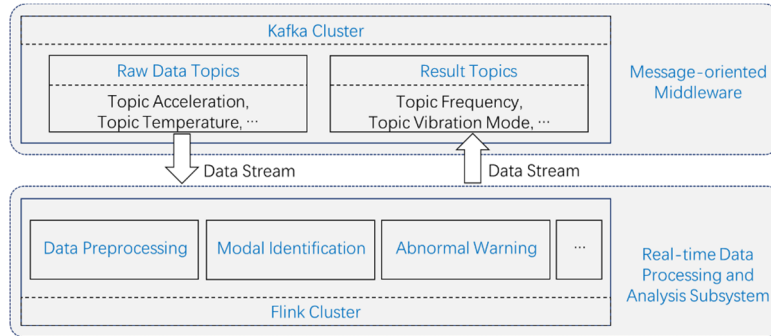 Kafka Cluster
Raw Data Topics
Topic Acceleration,
Topic Temperature, ···
Result Topics
Topic Frequency,
Topic Vibration Mode, ···
Message-oriented
Middleware
Data Stream
Data Stream
Data Preprocessing
Modal Identification
Abnormal Warning
···
Flink Cluster
Real-time Data
Processing and
Analysis Subsystem